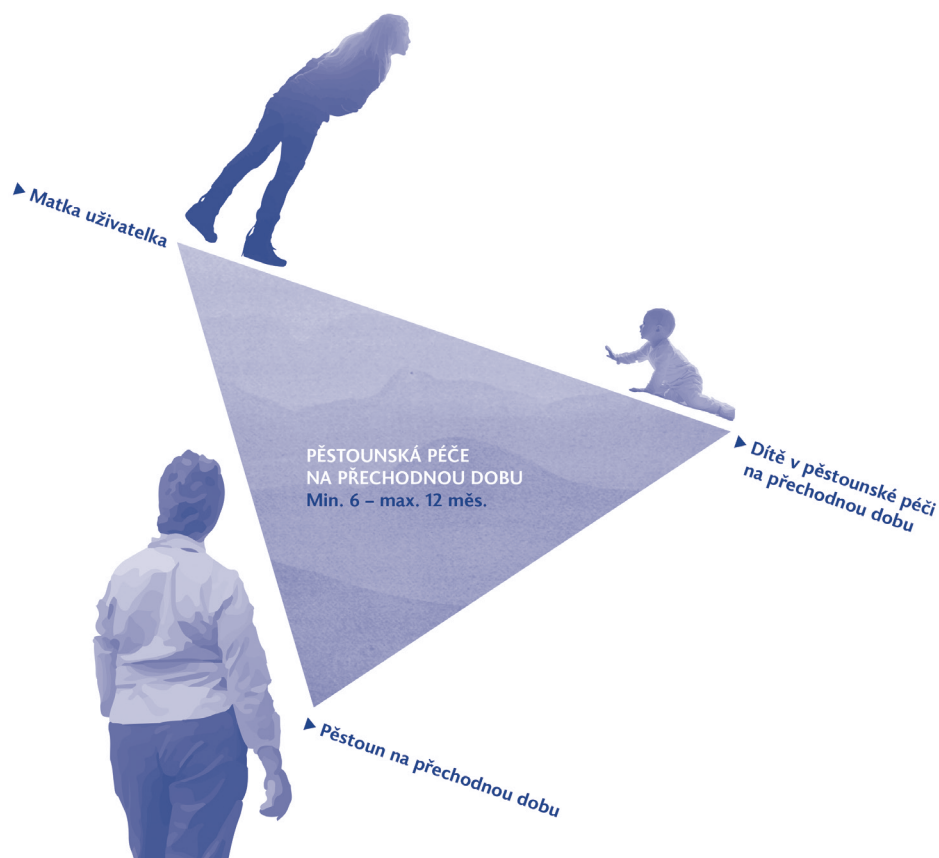 ▶ Matka uživatelka
PĚSTOUNSKÁ PÉČE
NA PŘECHODNOU DOBU
Min. 6 – max. 12 měs.
▶ Dítě v pěstounské péči
na přechodnou dobu
▶ Pěstoun na přechodnou dobu